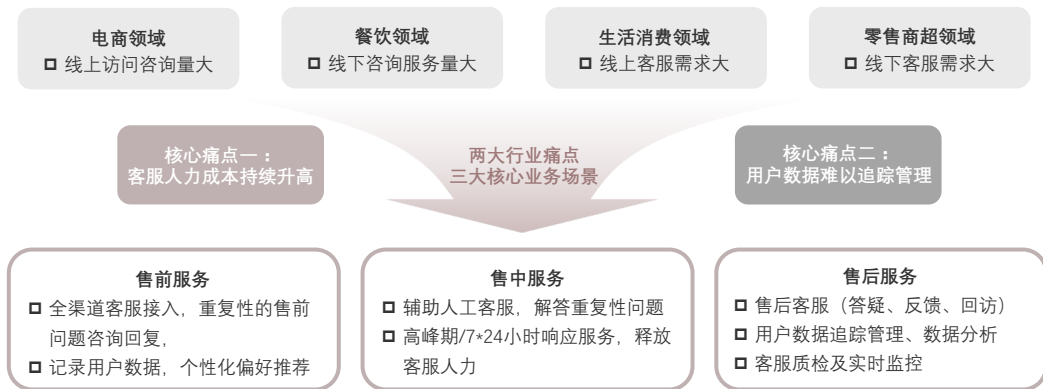 电商领域
线上访问咨询量大
餐饮领域
线下咨询服务量大
生活消费领域
线上客服需求大
零售商超领域
线下客服需求大
核心痛点一：
客服人力成本持续升高
两大行业痛点
三大核心业务场景
核心痛点二：
用户数据难以追踪管理
售前服务
全渠道客服接入，重复性的售前
问题咨询回复，
记录用户数据，个性化偏好推荐
售中服务
辅助人工客服，解答重复性问题
高峰期/7*24小时响应服务，释放
客服人力
售后服务
售后客服（答疑、反馈、回访）
用户数据追踪管理、数据分析
客服质检及实时监控